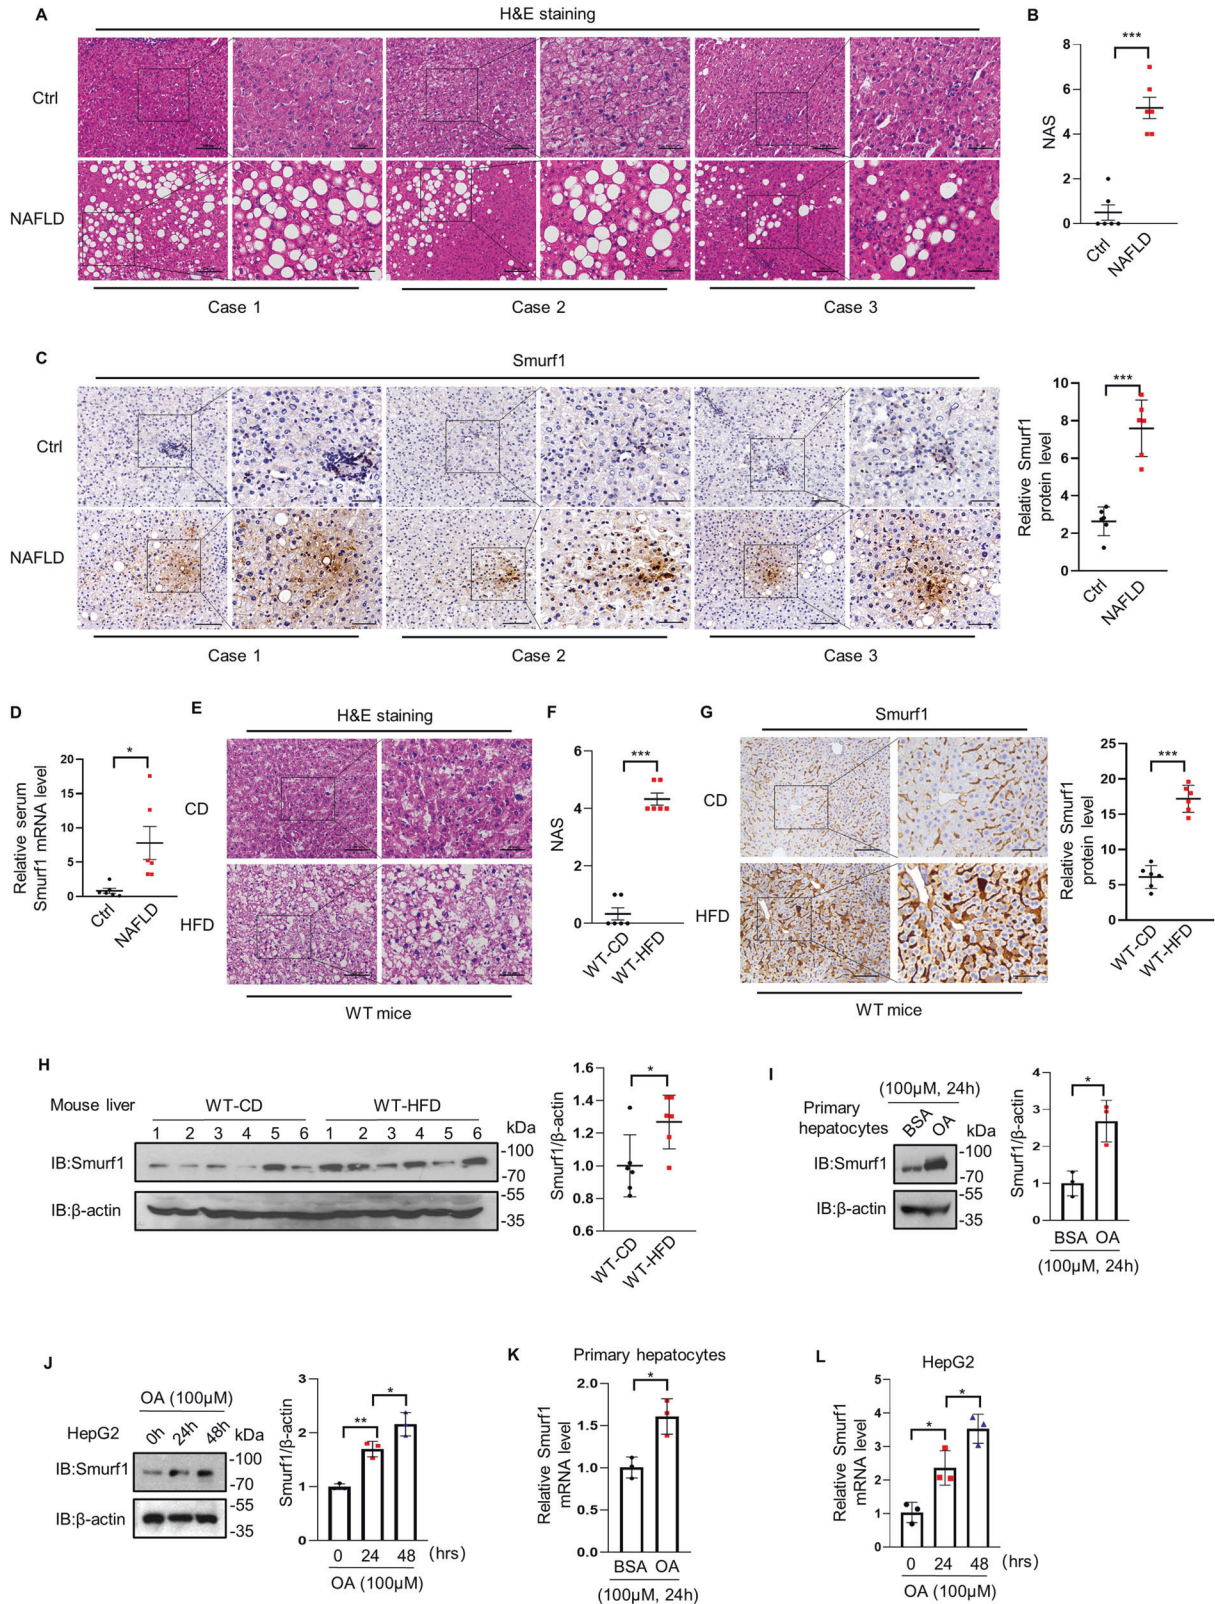 A
H&E staining
Ctrl
NAFLD
Case 1
Case 2
Case 3
B
NAS
8
6
4
2
0
***
Ctrl
NAFLD
C
Smurf1
Ctrl
NAFLD
Case 1
Case 2
Case 3
Relative Smurf1
protein level
10
8
6
4
2
0
***
Ctrl
NAFLD
D
Relative serum
Smurf1 mRNA level
20
15
10
5
0
*
Ctrl
NAFLD
E
H&E staining
CD
HFD
WT mice
F
NAS
6
4
2
0
***
WT-CD
WT-HFD
G
Smurf1
CD
HFD
WT mice
Relative Smurf1
protein level
25
20
15
10
5
0
***
WT-CD
WT-HFD
H
Mouse liver
WT-CD
WT-HFD
1 2 3 4 5 6 1 2 3 4 5 6
kDa
IB:Smurf1
-100
-70
IB:β-actin
-55
-35
Smurf1/β-actin
1.6
1.4
1.2
1.0
0.8
0.6
*
WT-CD
WT-HFD
I
(100μM, 24h)
Primary
hepatocytes
BSA
OA
kDa
IB:Smurf1
-100
-70
IB:β-actin
-55
-35
Smurf1/β-actin
4
3
2
1
0
*
BSA OA
(100μM, 24h)
J
OA (100μM)
HepG2
0h
24h
48h
kDa
IB:Smurf1
-100
-70
IB:β-actin
-55
-35
Smurf1/β-actin
3
2
1
0
**
*
0 24 48 (hrs)
OA (100μM)
K
Primary hepatocytes
Relative Smurf1
mRNA level
2.0
1.5
1.0
0.5
0.0
*
BSA OA
(100μM, 24h)
L
HepG2
Relative Smurf1
mRNA level
5
4
3
2
1
0
*
*
0 24 48 (hrs)
OA (100μM)